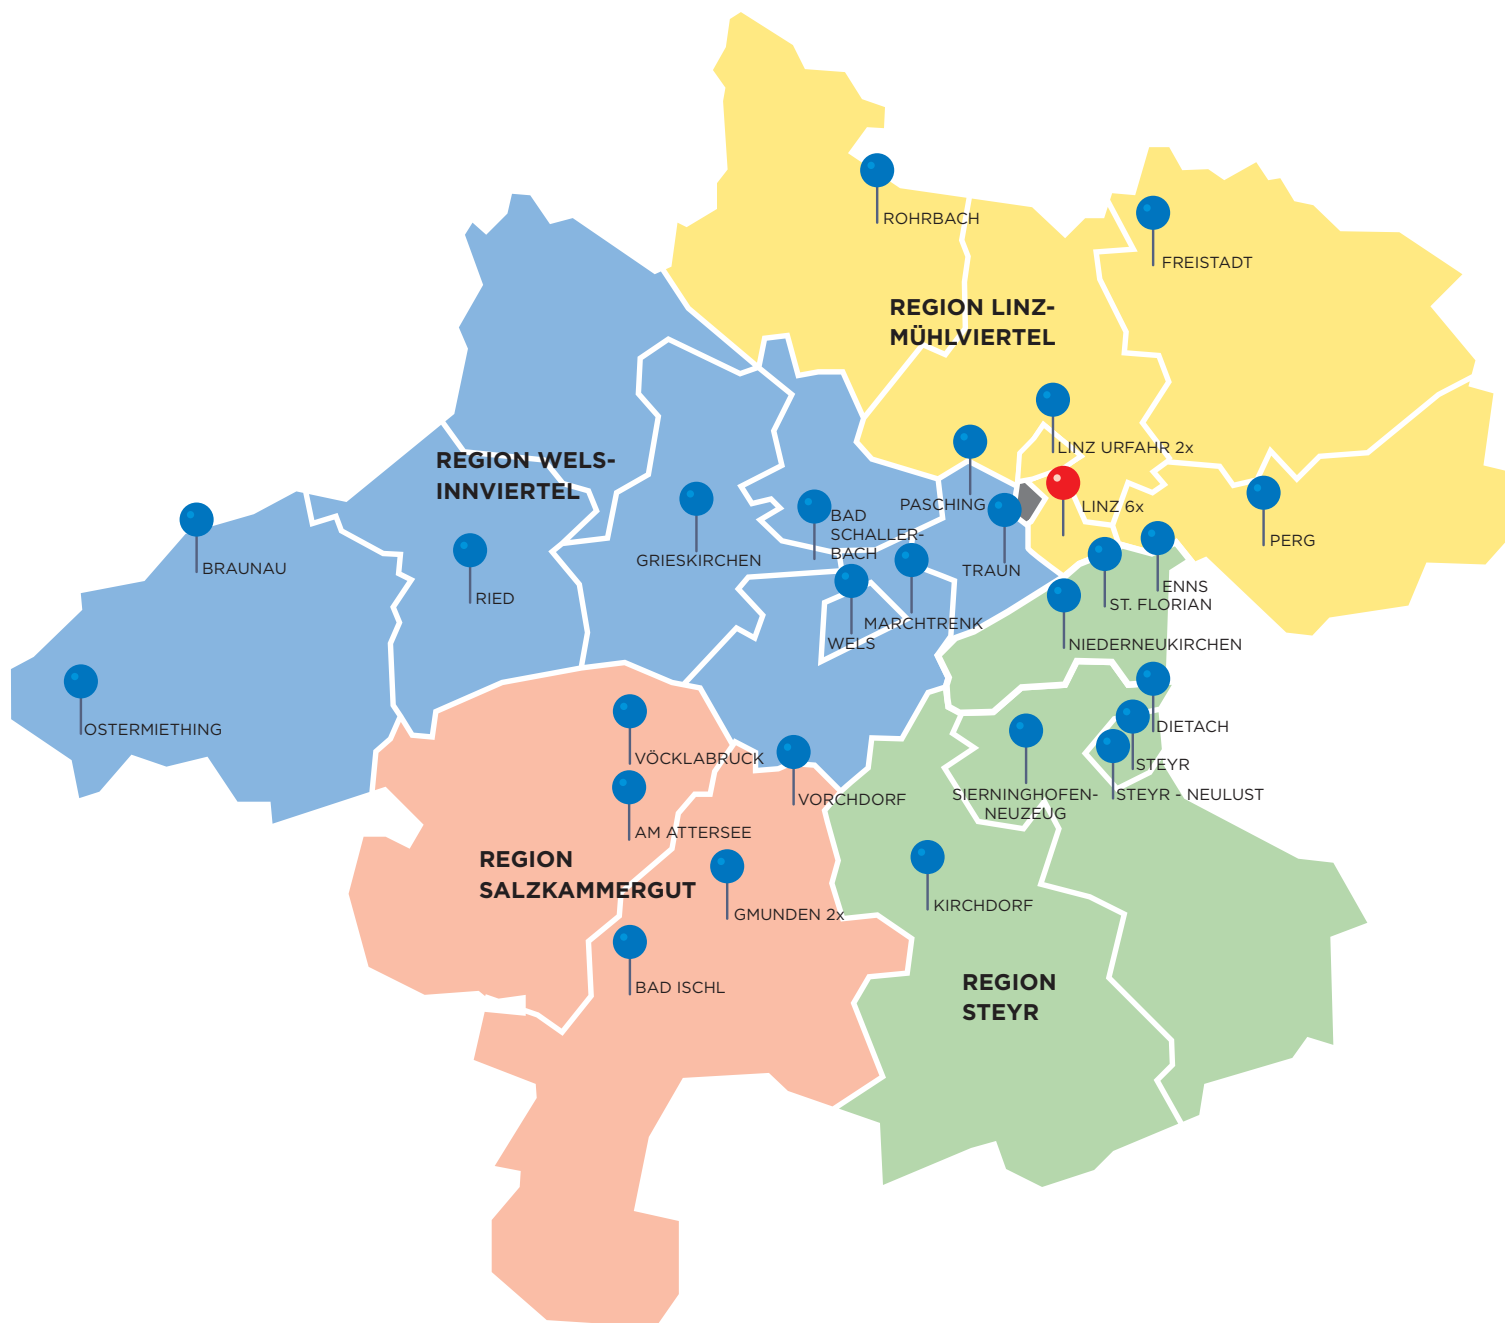 ROHRBACH
FREISTADT
REGION LINZ-
MÜHLVIERTEL
LINZ URFAHR 2x
REGION WELS-
INNVIERTEL
PASCHING
LINZ 6x
BAD
SCHALLER-
BACH
PERG
GRIESKIRCHEN
BRAUNAU
TRAUN
ENNS
RIED
ST. FLORIAN
MARCHTRENK
WELS
NIEDERNEUKIRCHEN
OSTERMIETHING
DIETACH
VÖCKLABRUCK
STEYR
VORCHDORF
SIERNINGHOFEN-
NEUZEUG
STEYR - NEULUST
AM ATTERSEE
REGION
SALZKAMMERGUT
GMUNDEN 2x
KIRCHDORF
BAD ISCHL
REGION
STEYR